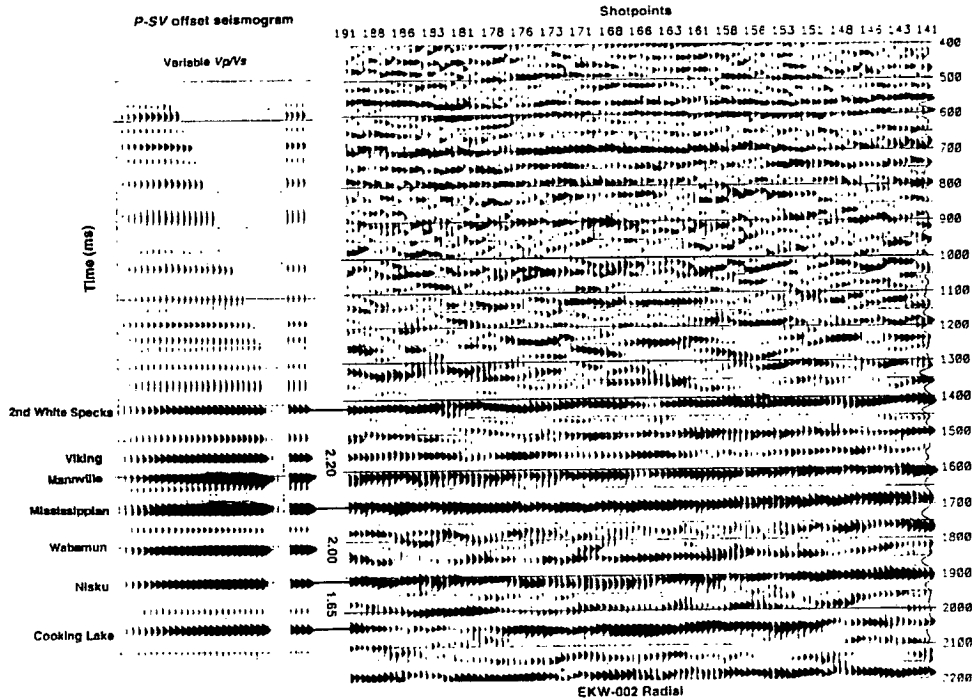 P-SV offset seismogram
Variable Vp/Vs
Shotpoints
191 188 186 183 181 178 176 173 171 168 166 163 161 158 156 153 151 148 146 143 141
400
500
600
700
800
900
1000
1100
1200
1300
1400
1500
1600
1700
1800
1900
2000
2100
2200
Time (ms)
2nd White Specks
Viking
Mannville
Mississippian
Wabamun
Nisku
Cooking Lake
2.20
2.00
1.65
EKW-002 Radial